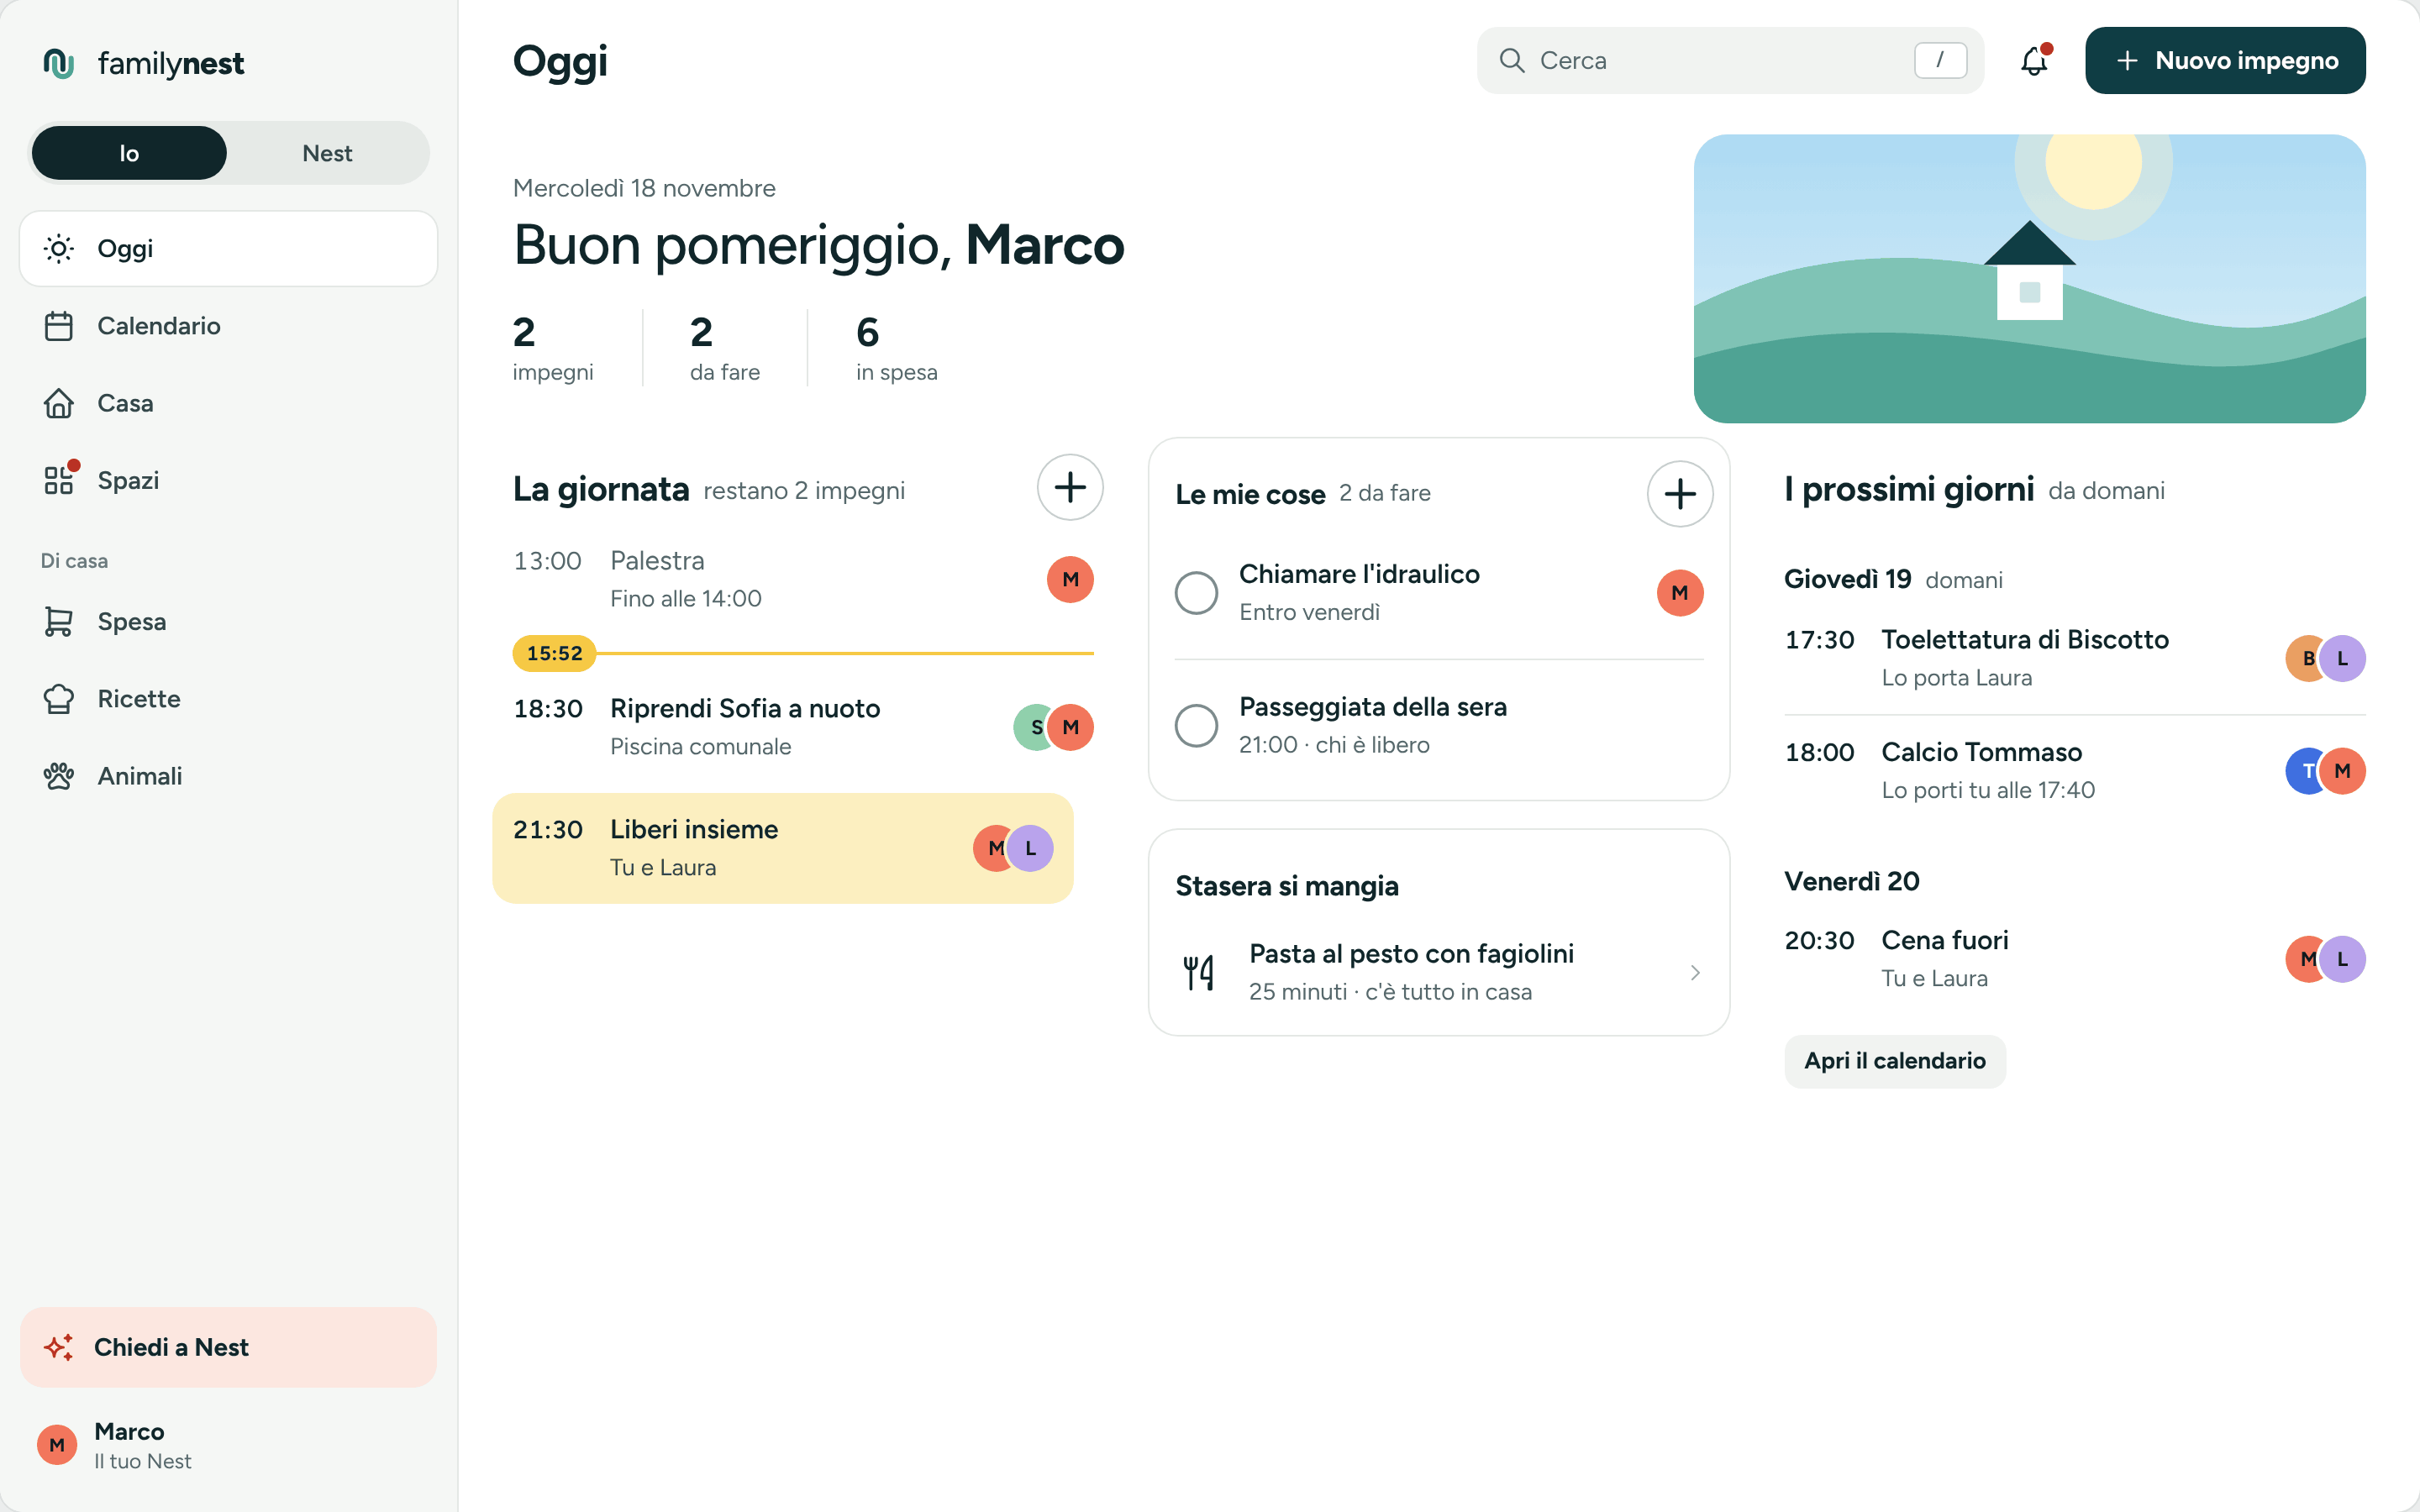 familynest
Io
Nest
Oggi
Calendario
Casa
Spazi
Di casa
Spesa
Ricette
Animali
Chiedi a Nest
M
Marco
Il tuo Nest
Oggi
Cerca
/
Nuovo impegno
Mercoledì 18 novembre
Buon pomeriggio, Marco
2
impegni
2
da fare
6
in spesa
La giornata restano 2 impegni
13:00 Palestra
Fino alle 14:00
M
15:52
18:30 Riprendi Sofia a nuoto
Piscina comunale
S M
21:30 Liberi insieme
Tu e Laura
M L
Le mie cose 2 da fare
Chiamare l'idraulico
Entro venerdì
M
Passeggiata della sera
21:00 · chi è libero
Stasera si mangia
Pasta al pesto con fagiolini
25 minuti · c'è tutto in casa
I prossimi giorni da domani
Giovedì 19 domani
17:30 Toelettatura di Biscotto
Lo porta Laura
B L
18:00 Calcio Tommaso
Lo porti tu alle 17:40
T M
Venerdì 20
20:30 Cena fuori
Tu e Laura
M L
Apri il calendario